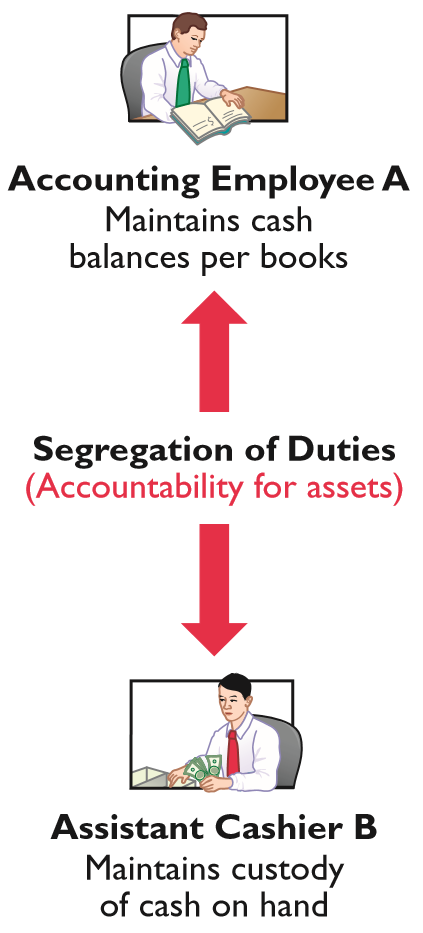 Accounting Employee A
Maintains cash
balances per books
Segregation of Duties
(Accountability for assets)
Assistant Cashier B
Maintains custody
of cash on hand